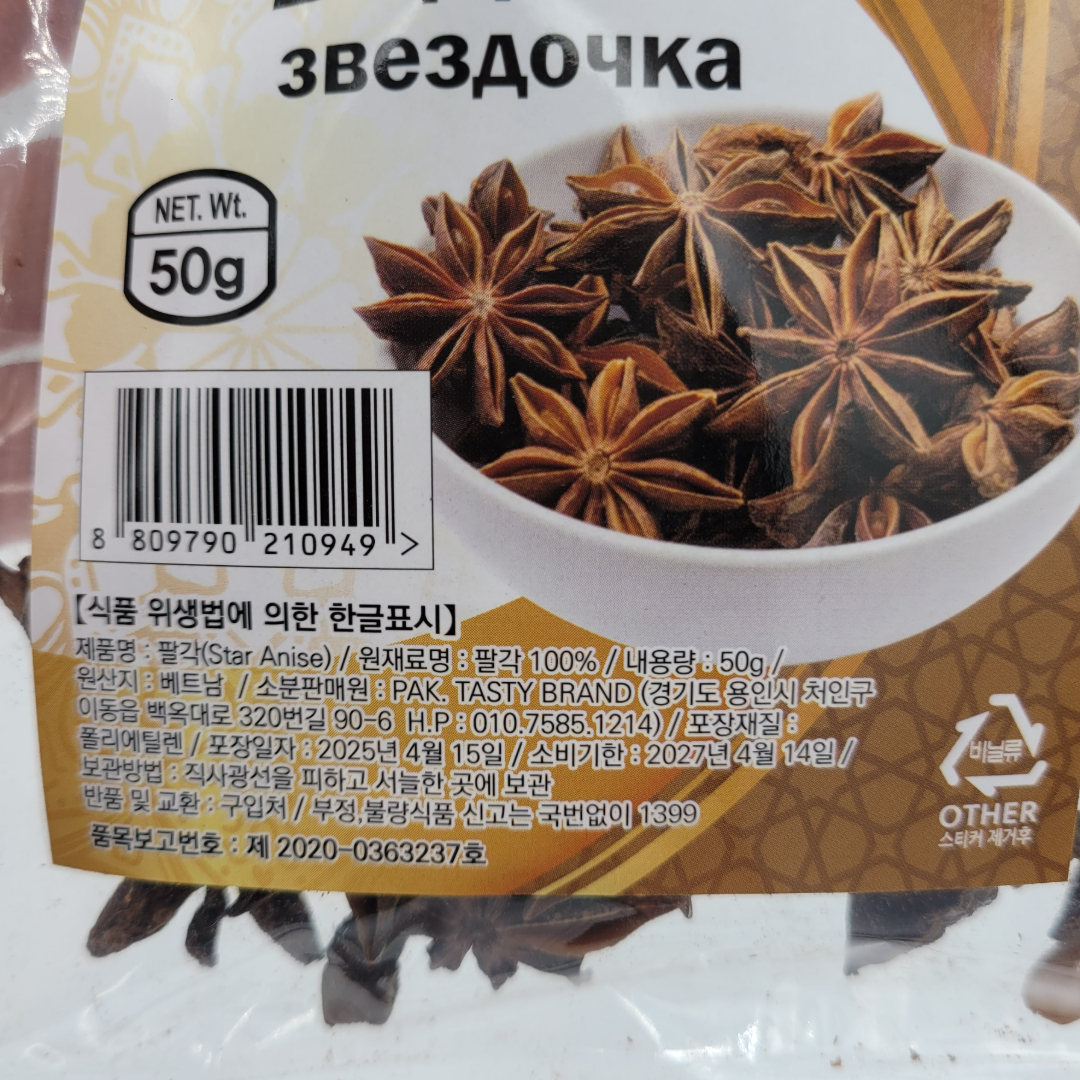 звездочка
NET. Wt.
50g
8 809790 210949 >
【식품 위생법에 의한 한글표시】
제품명 : 팔각(Star Anise) / 원재료명 : 팔각 100% / 내용량 : 50g /
원산지 : 베트남 / 소분판매원 : PAK. TASTY BRAND (경기도 용인시 처인구
이동읍 백옥대로 320번길 90-6 H.P : 010.7585.1214) / 포장재질 :
폴리에틸렌 / 포장일자 : 2025년 4월 15일 / 소비기한 : 2027년 4월 14일 /
보관방법 : 직사광선을 피하고 서늘한 곳에 보관
반품 및 교환 : 구입처 / 부정,불량식품 신고는 국번없이 1399
품목보고번호 : 제 2020-0363237호
비닐류
OTHER
스티커 제거후